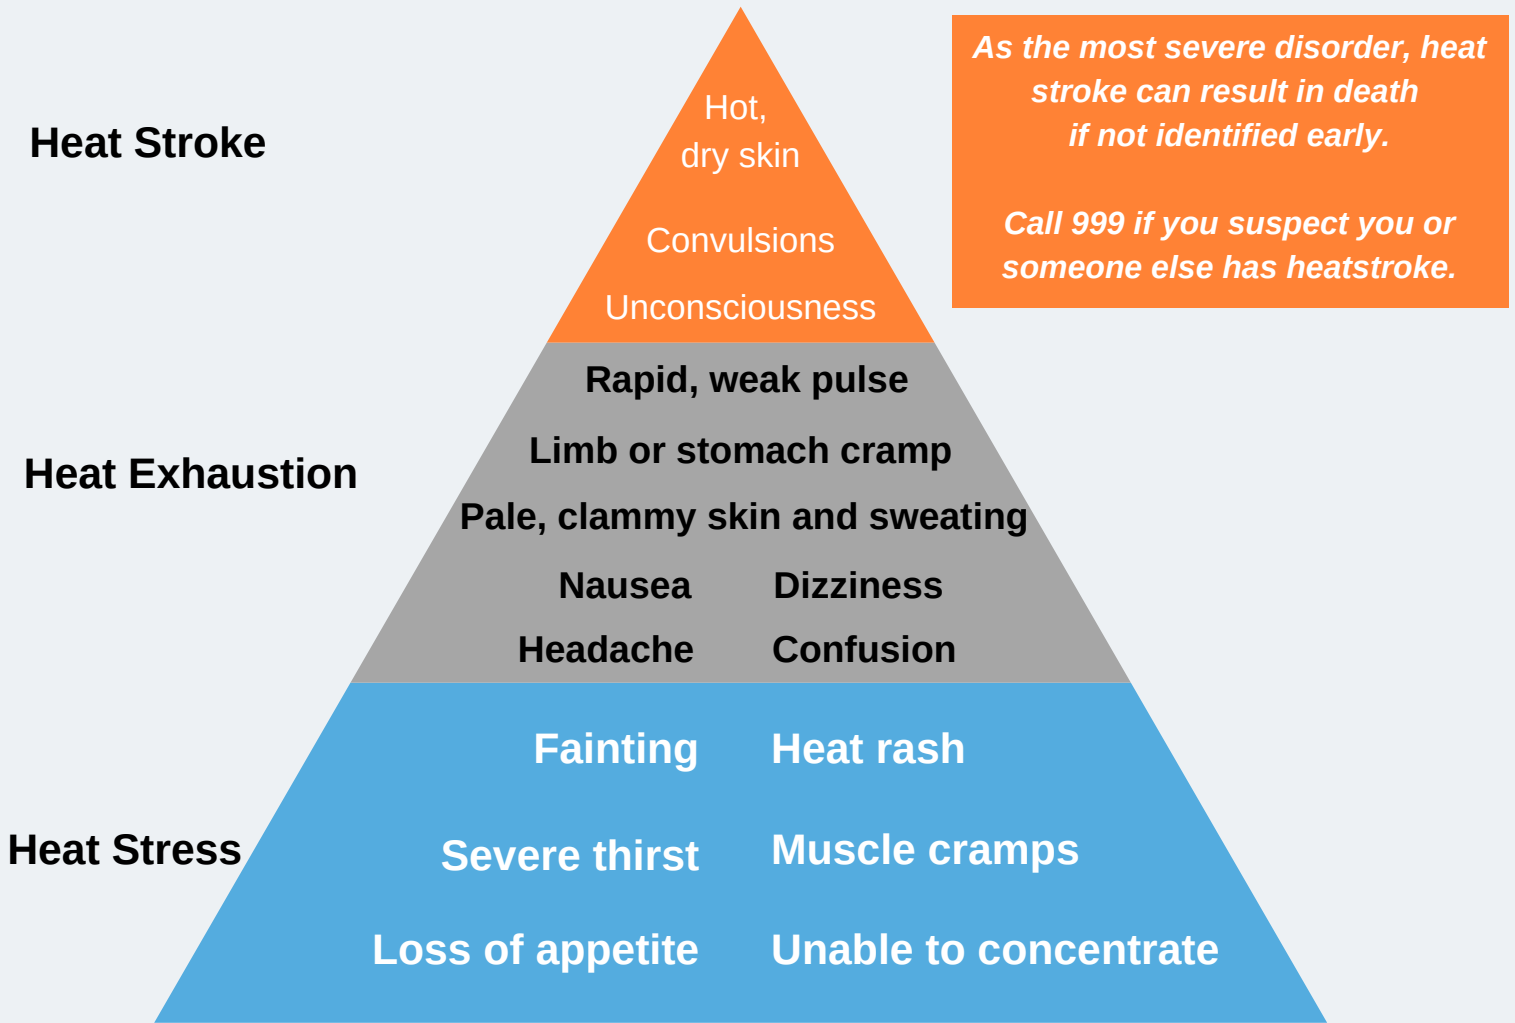 As the most severe disorder, heat
stroke can result in death
if not identified early.
Call 999 if you suspect you or
someone else has heatstroke.
Heat Stroke
Hot,
dry skin
Convulsions
Unconsciousness
Heat Exhaustion
Rapid, weak pulse
Limb or stomach cramp
Pale, clammy skin and sweating
Nausea Dizziness
Headache Confusion
Heat Stress
Fainting Heat rash
Severe thirst Muscle cramps
Loss of appetite Unable to concentrate